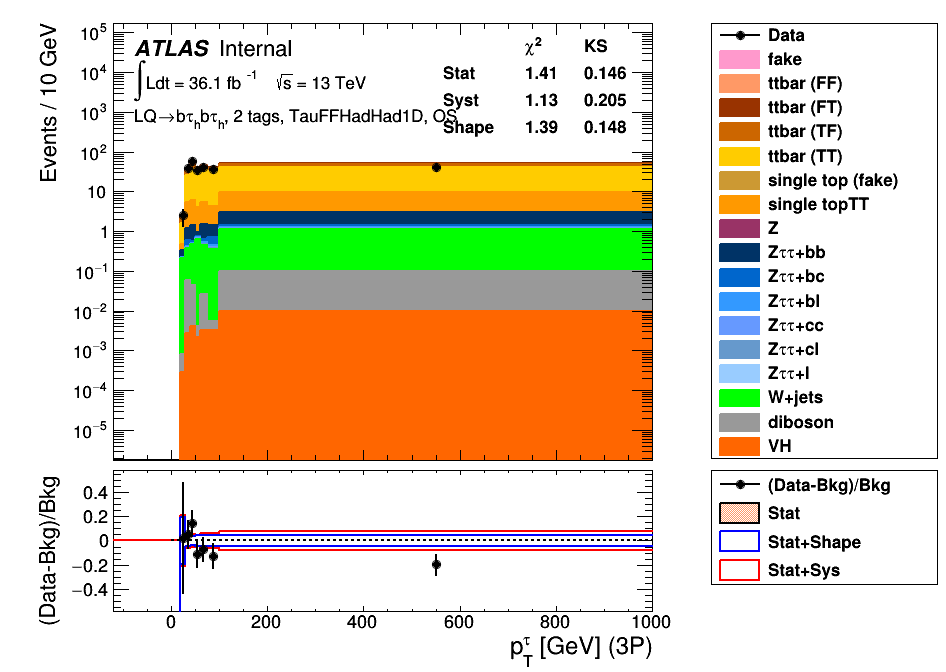 Events / 10 GeV
10⁵
10⁴
10³
10²
10
1
10⁻¹
10⁻²
10⁻³
10⁻⁴
10⁻⁵
ATLAS Internal
∫Ldt = 36.1 fb⁻¹ √s = 13 TeV
LQ→bτₕbτₕ, 2 tags, TauFFHadHad1D, OS
χ² KS
Stat 1.41 0.146
Syst 1.13 0.205
Shape 1.39 0.148
Data
fake
ttbar (FF)
ttbar (FT)
ttbar (TF)
ttbar (TT)
single top (fake)
single topTT
Z
Zττ+bb
Zττ+bc
Zττ+bl
Zττ+cc
Zττ+cl
Zττ+l
W+jets
diboson
VH
(Data-Bkg)/Bkg
0.4
0.2
0
−0.2
−0.4
0 200 400 600 800 1000
p_T^τ [GeV] (3P)
(Data-Bkg)/Bkg
Stat
Stat+Shape
Stat+Sys